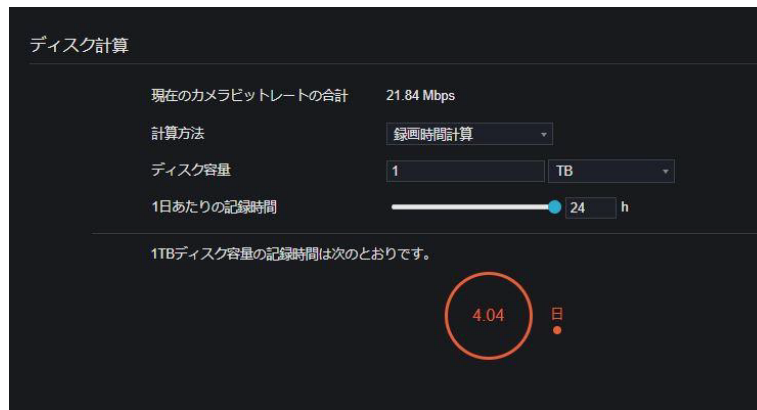 ディスク計算
現在のカメラビットレートの合計 21.84 Mbps
計算方法 録画時間計算
ディスク容量 1 TB
1日あたりの記録時間 24 h
1TBディスク容量の記録時間は次のとおりです。
4.04 日